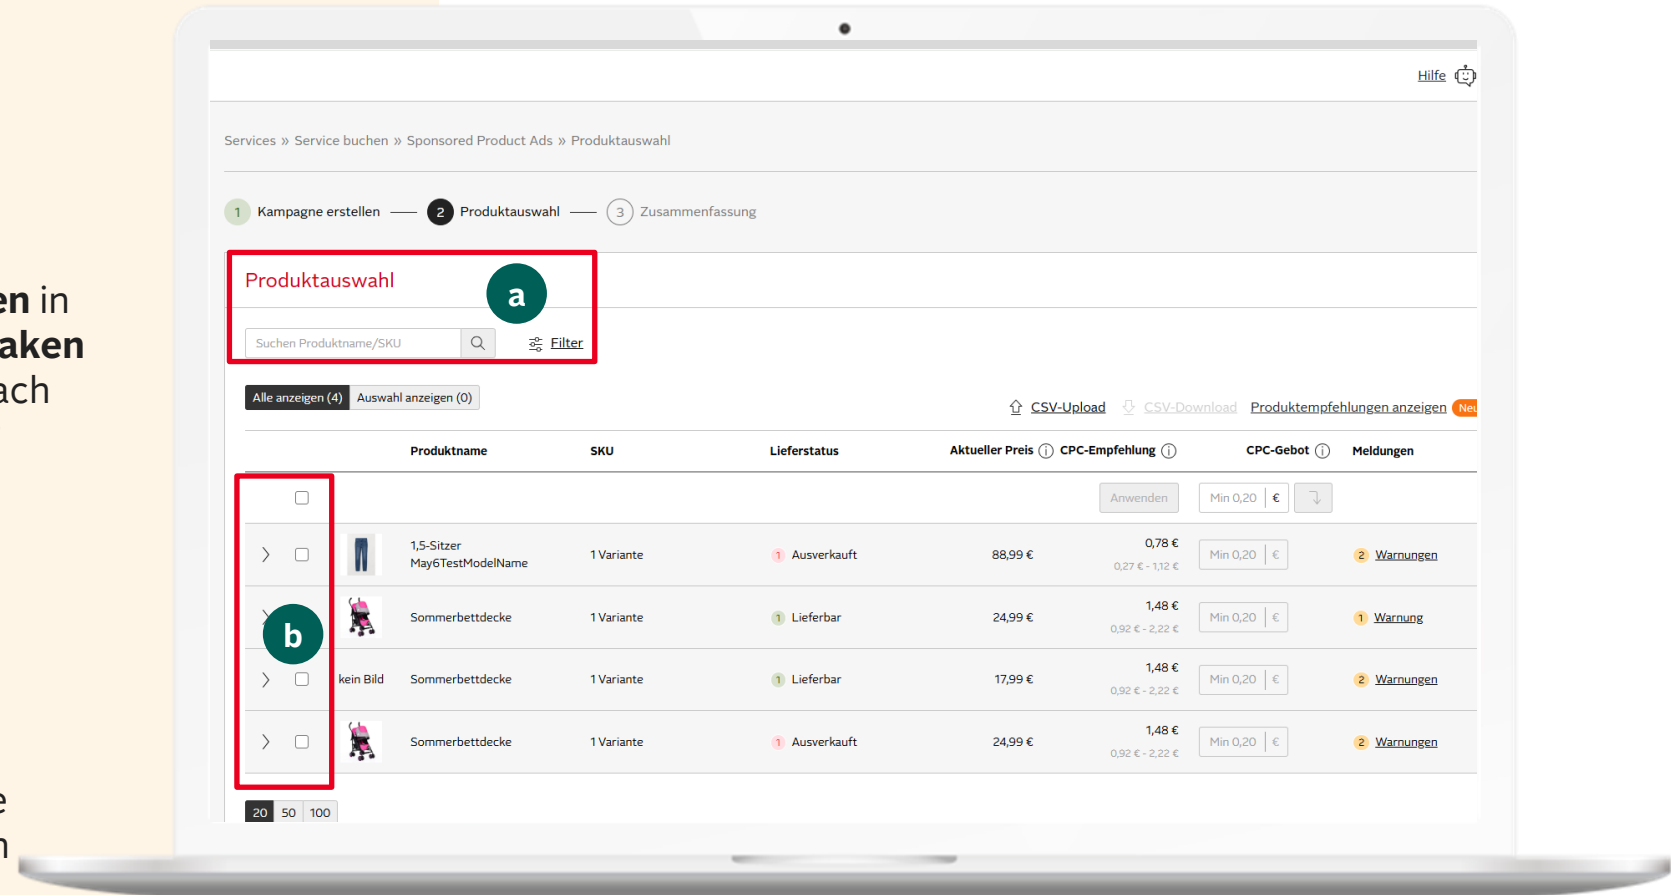 Hilfe
Services » Service buchen » Sponsored Product Ads » Produktauswahl
1 Kampagne erstellen 2 Produktauswahl 3 Zusammenfassung
Produktauswahl
a
Suchen Produktname/SKU Filter
Alle anzeigen (4) Auswahl anzeigen (0)
CSV-Upload CSV-Download Produktempfehlungen anzeigen Neu
Produktname SKU Lieferstatus Aktueller Preis CPC-Empfehlung CPC-Gebot Meldungen
Anwenden Min 0,20 €
1,5-Sitzer
MayóTestModelName 1 Variante 1 Ausverkauft 88,99 € 0,78 € Min 0,20 € 2 Warnungen
0,27 € - 1,12 €
Sommerbettdecke 1 Variante 1 Lieferbar 24,99 € 1,48 € Min 0,20 € 1 Warnung
0,92 € - 2,22 €
b
kein Bild Sommerbettdecke 1 Variante 1 Lieferbar 17,99 € 1,48 € Min 0,20 € 2 Warnungen
0,92 € - 2,22 €
Sommerbettdecke 1 Variante 1 Ausverkauft 24,99 € 1,48 € Min 0,20 € 2 Warnungen
0,92 € - 2,22 €
20 50 100
en in
aken
ach
e
n